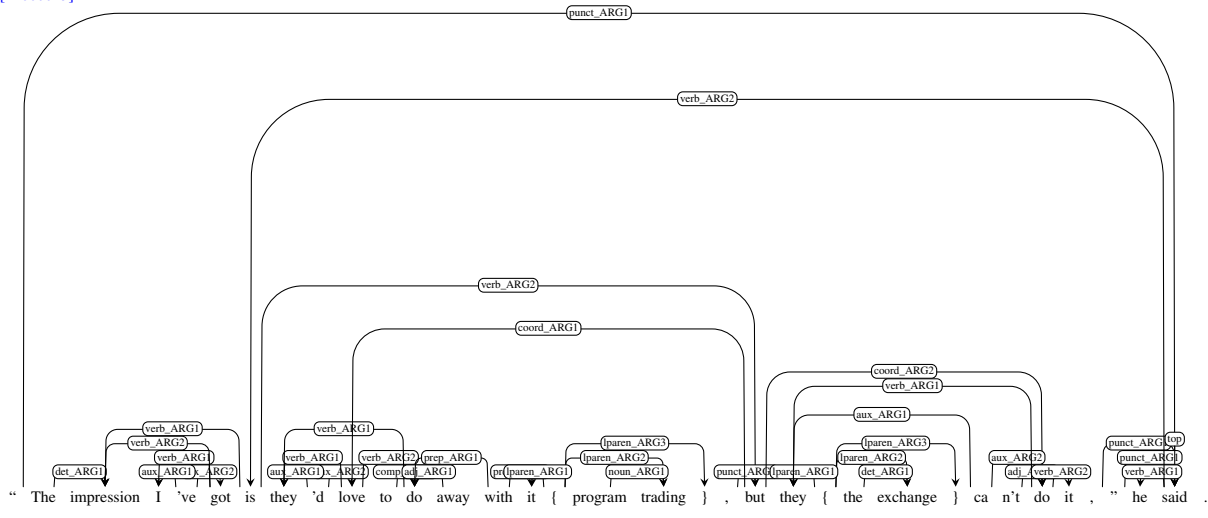 punct_ARG1
verb_ARG2
verb_ARG2
coord_ARG1
coord_ARG2
verb_ARG1
aux_ARG1
verb_ARG1 verb_ARG1 top
verb_ARG2 lparen_ARG3 lparen_ARG3
verb_ARG1 verb_ARG1 verb_ARG2 prep_ARG1 lparen_ARG2 lparen_ARG2 aux_ARG2 punct_ARG1
det_ARG1 aux_ARG1 aux_ARG1 adj_ARG1 lparen_ARG1 noun_ARG1 lparen_ARG1 det_ARG1 verb_ARG2 verb_ARG1
“ The impression I 've got is they 'd love to do away with it { program trading } , but they { the exchange } ca n't do it , ” he said .